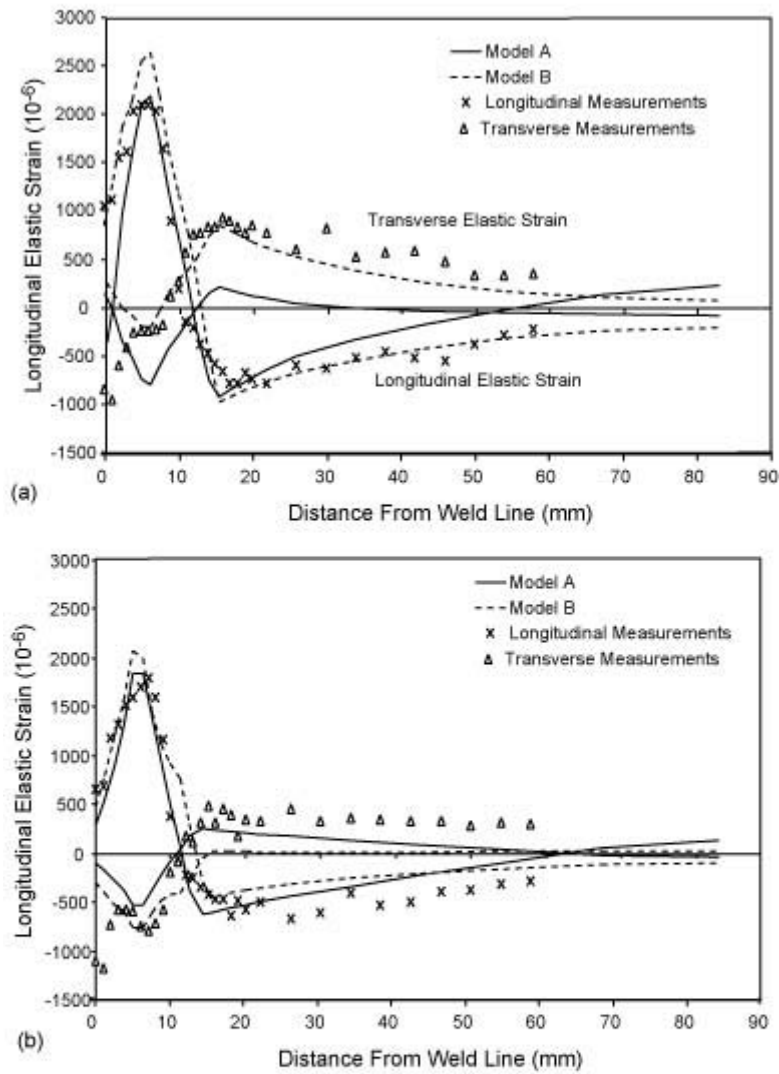 3000
2500
2000
1500
1000
500
0
-500
-1000
-1500
Longitudinal Elastic Strain (10-6)
Model A
Model B
Longitudinal Measurements
Transverse Measurements
Transverse Elastic Strain
Longitudinal Elastic Strain
0 10 20 30 40 50 60 70 80 90
(a)
Distance From Weld Line (mm)
3000
2500
2000
1500
1000
500
0
-500
-1000
-1500
Longitudinal Elastic Strain (10-6)
Model A
Model B
Longitudinal Measurements
Transverse Measurements
0 10 20 30 40 50 60 70 80 90
(b)
Distance From Weld Line (mm)